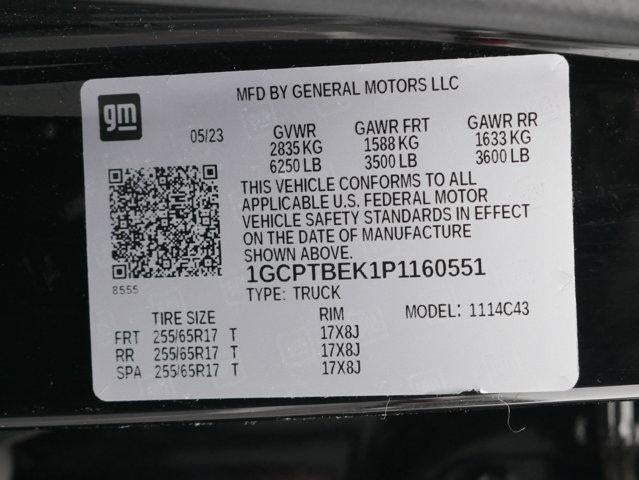 MFD BY GENERAL MOTORS LLC
gm
05/23
GVWR GAWR FRT GAWR RR
2835 KG 1588 KG 1633 KG
6250 LB 3500 LB 3600 LB
THIS VEHICLE CONFORMS TO ALL
APPLICABLE U.S. FEDERAL MOTOR
VEHICLE SAFETY STANDARDS IN EFFECT
ON THE DATE OF MANUFACTURE
SHOWN ABOVE.
8555
1GCPTBEK1P1160551
TYPE: TRUCK MODEL: 1114C43
TIRE SIZE RIM
FRT 255/65R17 T 17X8J
RR 255/65R17 T 17X8J
SPA 255/65R17 T 17X8J